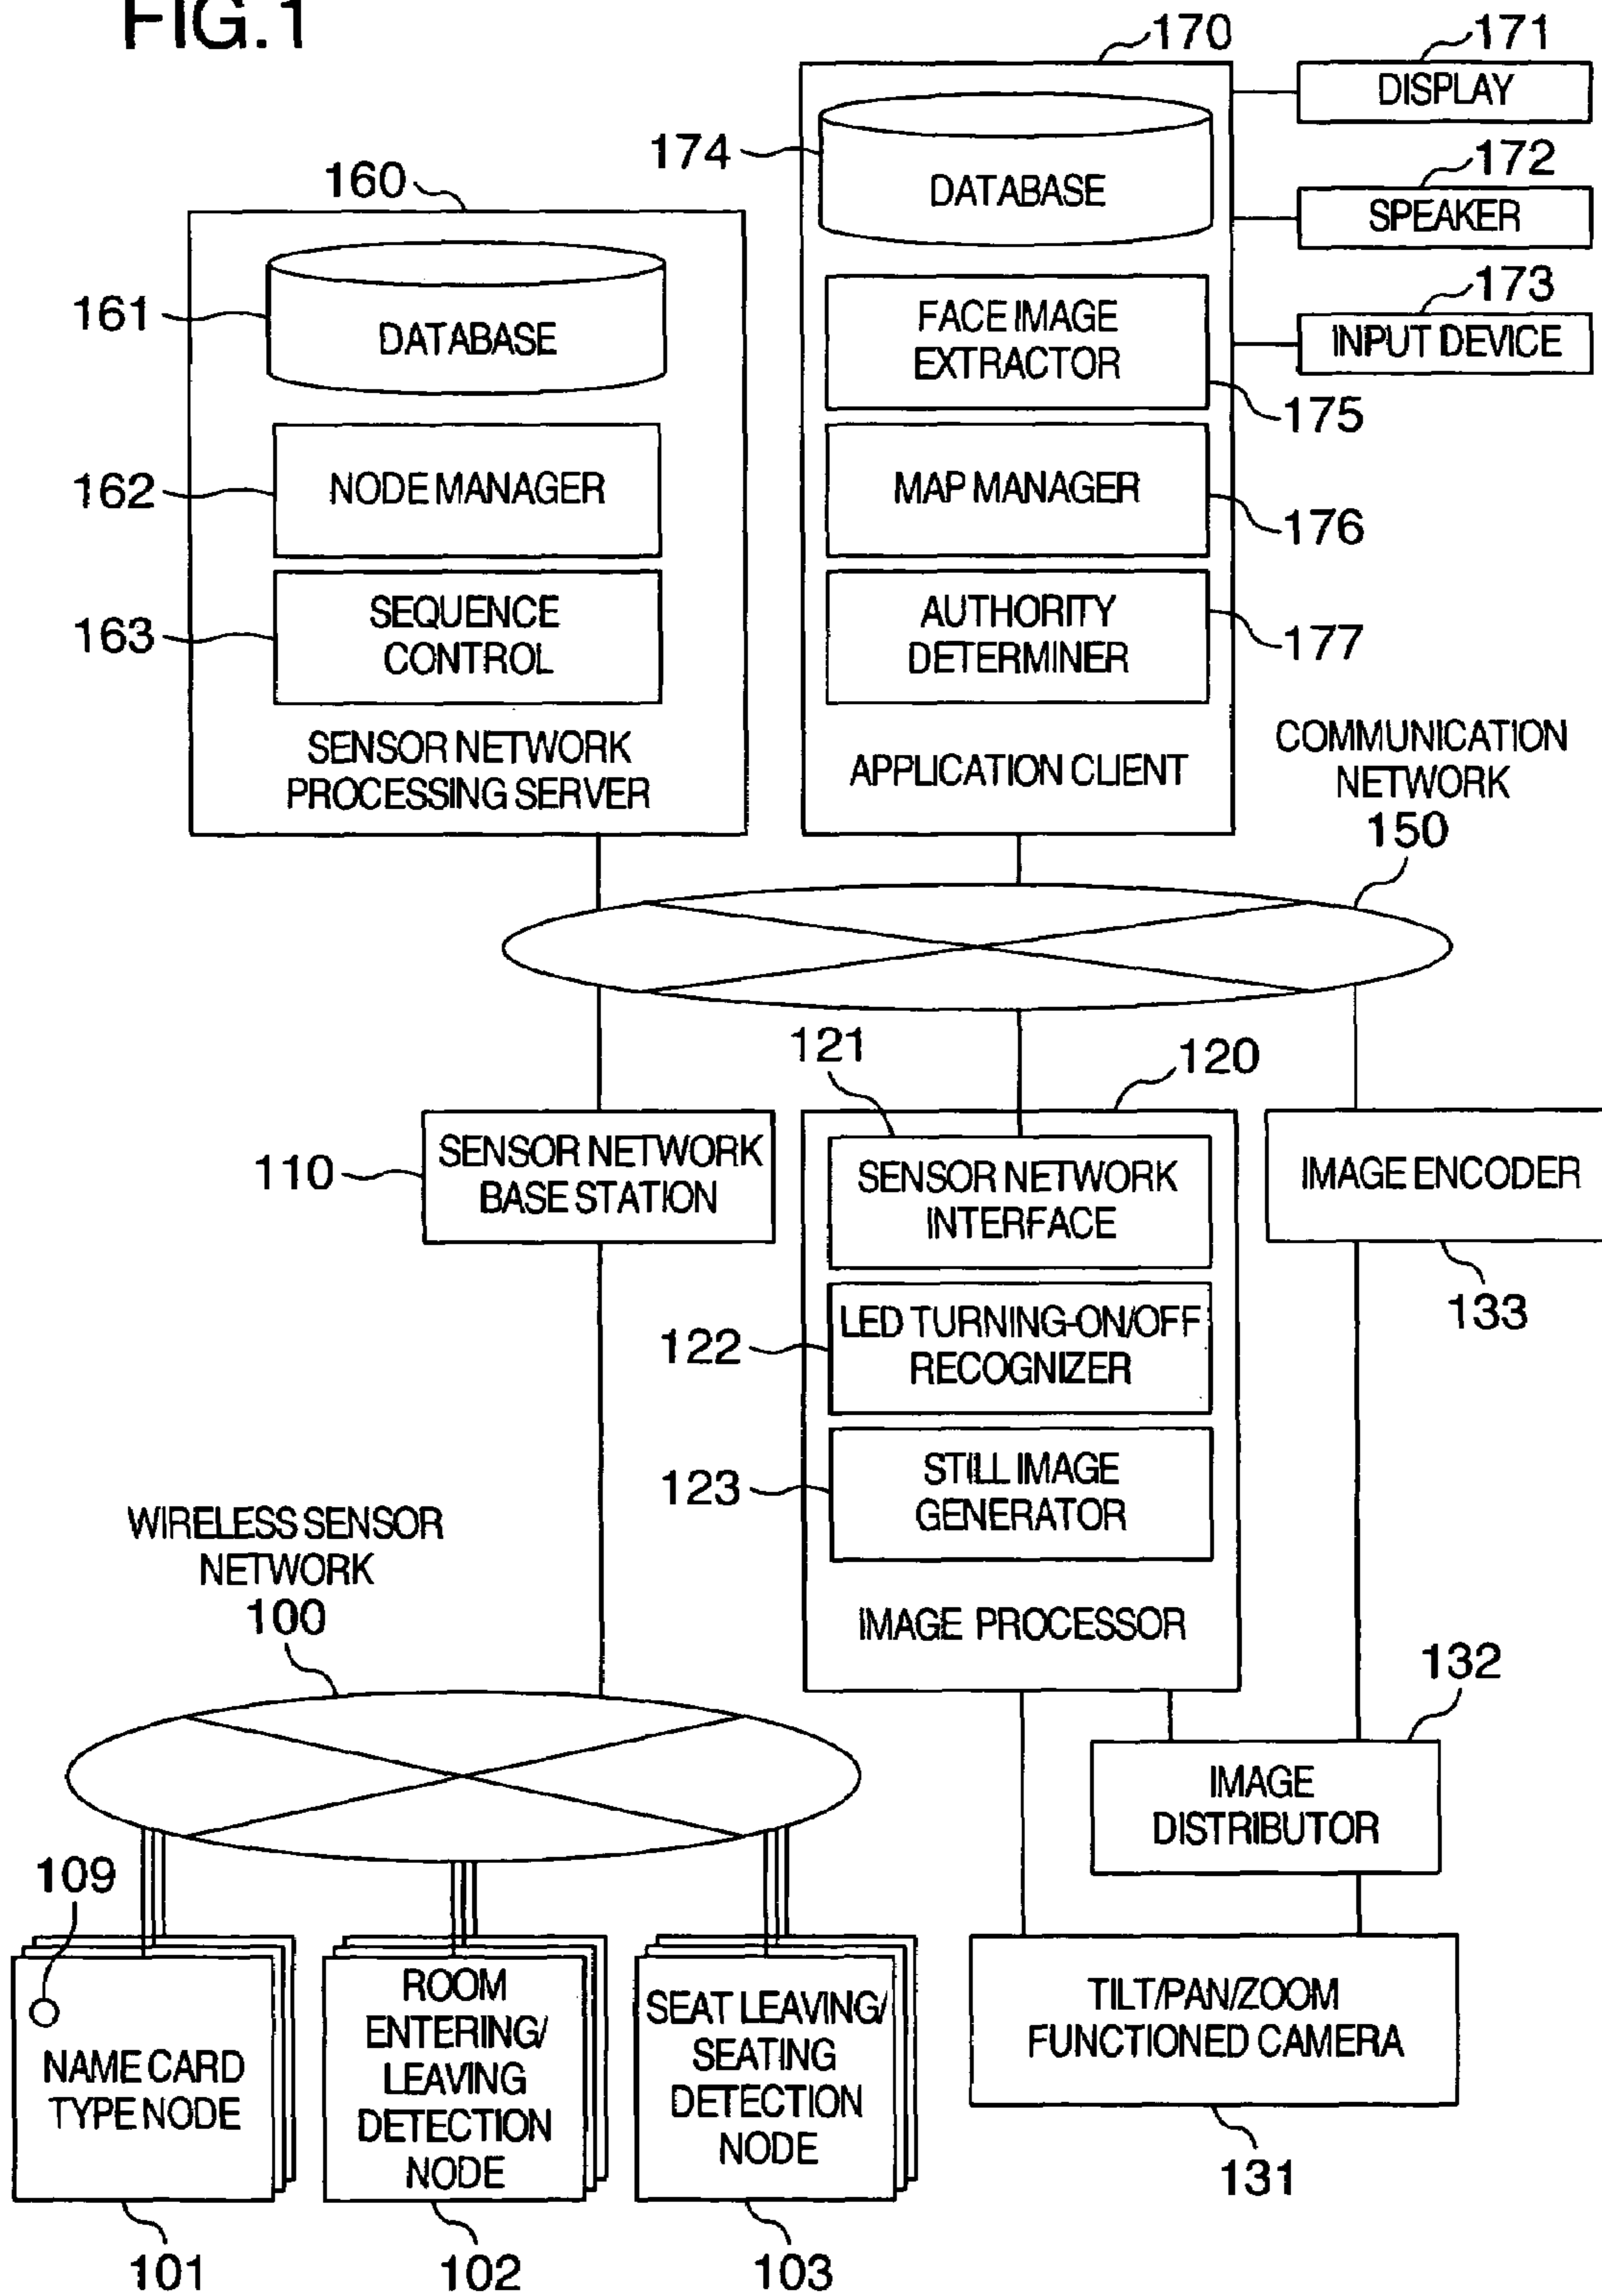 FIG.1
170
171
DISPLAY
174
DATABASE
172
SPEAKER
160
173
INPUT DEVICE
161
DATABASE
FACE IMAGE
EXTRACTOR
175
162
NODE MANAGER
MAP MANAGER
176
163
SEQUENCE
CONTROL
AUTHORITY
DETERMINER
177
SENSOR NETWORK
PROCESSING SERVER
APPLICATION CLIENT
COMMUNICATION
NETWORK
150
121
120
110
SENSOR NETWORK
BASE STATION
SENSOR NETWORK
INTERFACE
IMAGE ENCODER
133
122
LED TURNING-ON/OFF
RECOGNIZER
123
STILL IMAGE
GENERATOR
WIRELESS SENSOR
NETWORK
100
IMAGE PROCESSOR
132
IMAGE
DISTRIBUTOR
109
NAME CARD
TYPE NODE
ROOM
ENTERING/
LEAVING
DETECTION
NODE
SEAT LEAVING/
SEATING
DETECTION
NODE
TILT/PAN/ZOOM
FUNCTIONED CAMERA
131
101
102
103